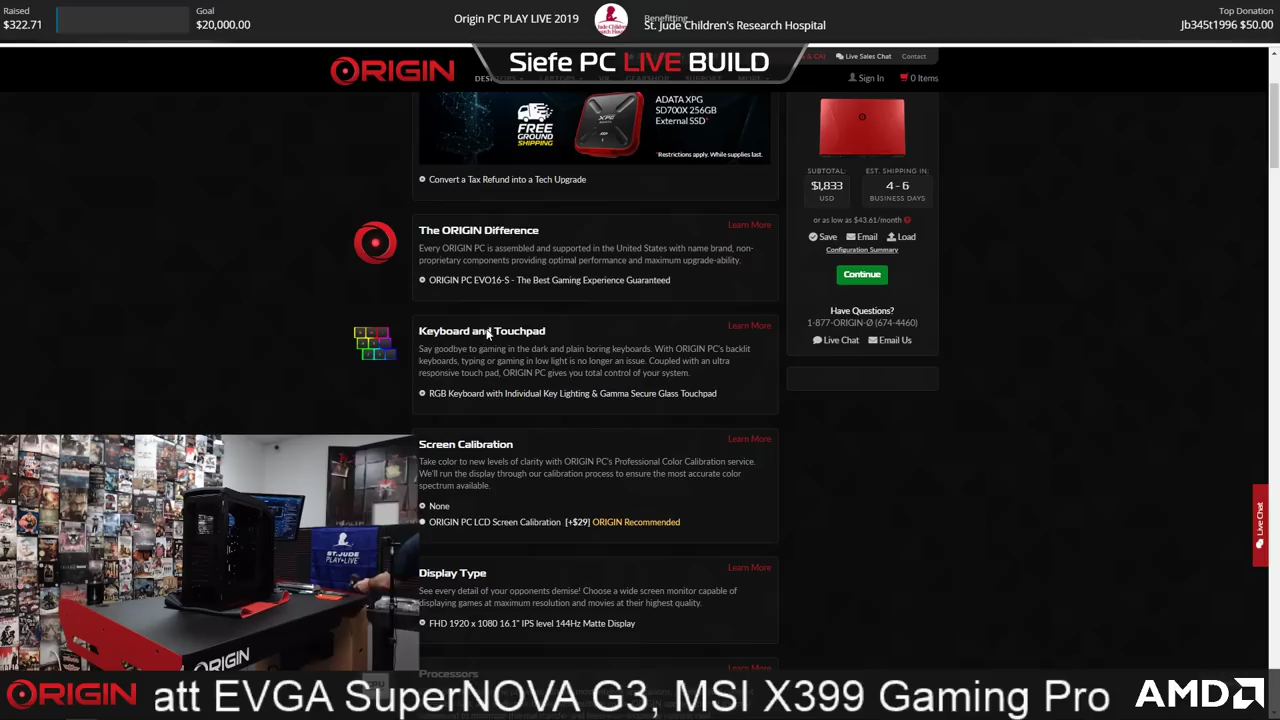 Raised
$322.71
Goal
$20,000.00
Origin PC PLAY LIVE 2019
Benefitting
St. Jude Children's Research Hospital
Top Donation
Jb345t1996 $50.00
Siefe PC LIVE BUILD
ORIGIN
DESKTOPS
LAPTOPS
VR
GEARSHOP
SUPPORT
MORE
Live Sales Chat
Contact
Sign In
0 Items
FREE
GROUND
SHIPPING
XPG
ADATA XPG
SD700X 256GB
External SSD*
*Restrictions apply. While supplies last.
Convert a Tax Refund into a Tech Upgrade
The ORIGIN Difference
Learn More
Every ORIGIN PC is assembled and supported in the United States with name brand, non-
proprietary components providing optimal performance and maximum upgrade-ability.
ORIGIN PC EVO16-S - The Best Gaming Experience Guaranteed
Keyboard and Touchpad
Learn More
Say goodbye to gaming in the dark and plain boring keyboards. With ORIGIN PC's backlit
keyboards, typing or gaming in low light is no longer an issue. Coupled with an ultra
responsive touch pad, ORIGIN PC gives you total control of your system.
RGB Keyboard with Individual Key Lighting & Gamma Secure Glass Touchpad
Screen Calibration
Learn More
Take color to new levels of clarity with ORIGIN PC's Professional Color Calibration service.
We'll run the display through our calibration process to ensure the most accurate color
spectrum available.
None
ORIGIN PC LCD Screen Calibration [+$29] ORIGIN Recommended
Display Type
Learn More
See every detail of your opponents demise! Choose a wide screen monitor capable of
displaying games at maximum resolution and movies at their highest quality.
FHD 1920 x 1080 16.1" IPS level 144Hz Matte Display
Processors
Learn More
SUBTOTAL:
$1,833
USD
EST. SHIPPING IN:
4 - 6
BUSINESS DAYS
or as low as $43.61/month
Save
Email
Load
Configuration Summary
Continue
Have Questions?
1-877-ORIGIN-Ø (674-4460)
Live Chat
Email Us
Live Chat
ST. JUDE
PLAY LIVE
ORIGIN
ORIGIN
att EVGA SuperNOVA G3, MSI X399 Gaming Pro
AMD